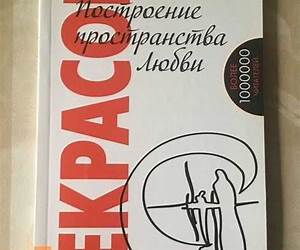 Построение
пространства
Любви
ЕКРАСО
БОЛЕЕ
1000000
ЧИТАТЕЛЕЙ